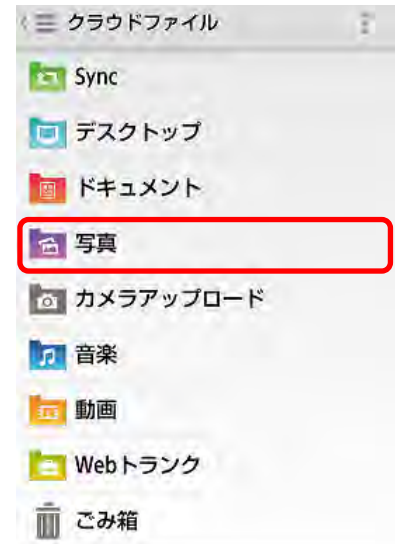 クラウドファイル
Sync
デスクトップ
ドキュメント
写真
カメラアップロード
音楽
動画
Webトランク
ごみ箱